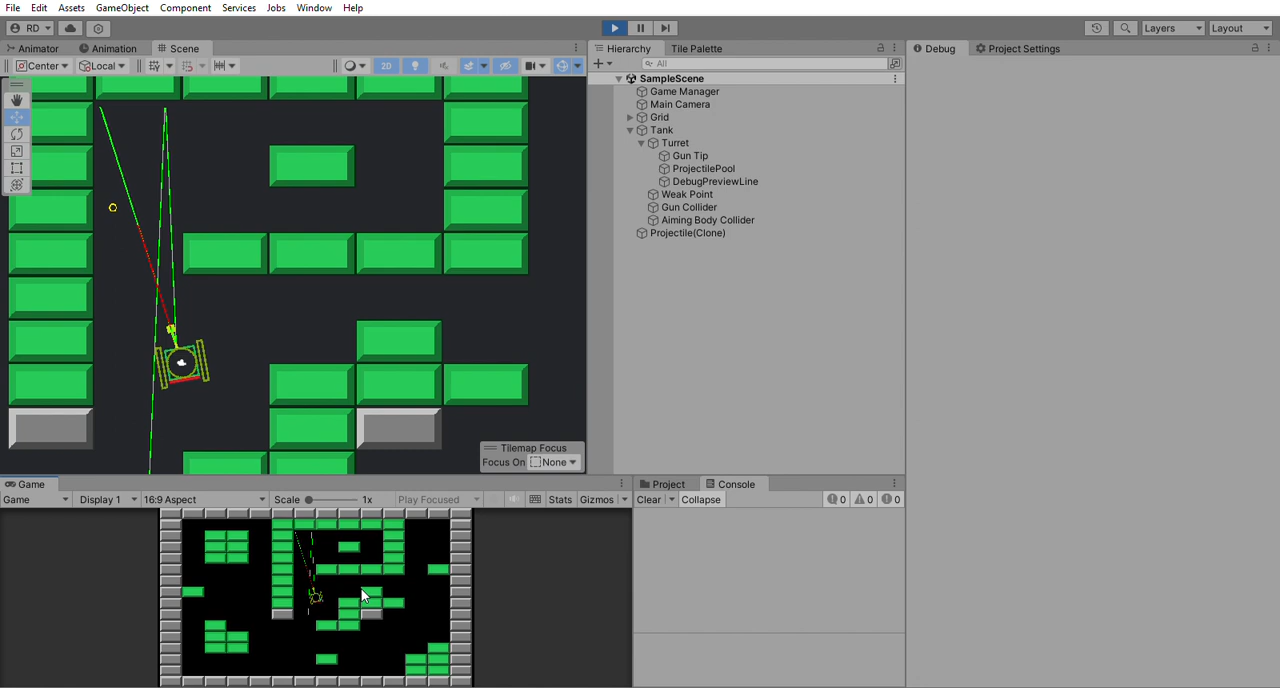 File Edit Assets GameObject Component Services Jobs Window Help
RD Layers Layout
Animator Animation Scene Hierarchy Tile Palette Debug Project Settings
Center Local 2D All
SampleScene
Game Manager
Main Camera
Grid
Tank
Turret
Gun Tip
ProjectilePool
DebugPreviewLine
Weak Point
Gun Collider
Aiming Body Collider
Projectile(Clone)
Tilemap Focus
Focus On None
Game Project Console
Game Display 1 16:9 Aspect Scale 1x Play Focused Stats Gizmos Clear Collapse 0 0 0